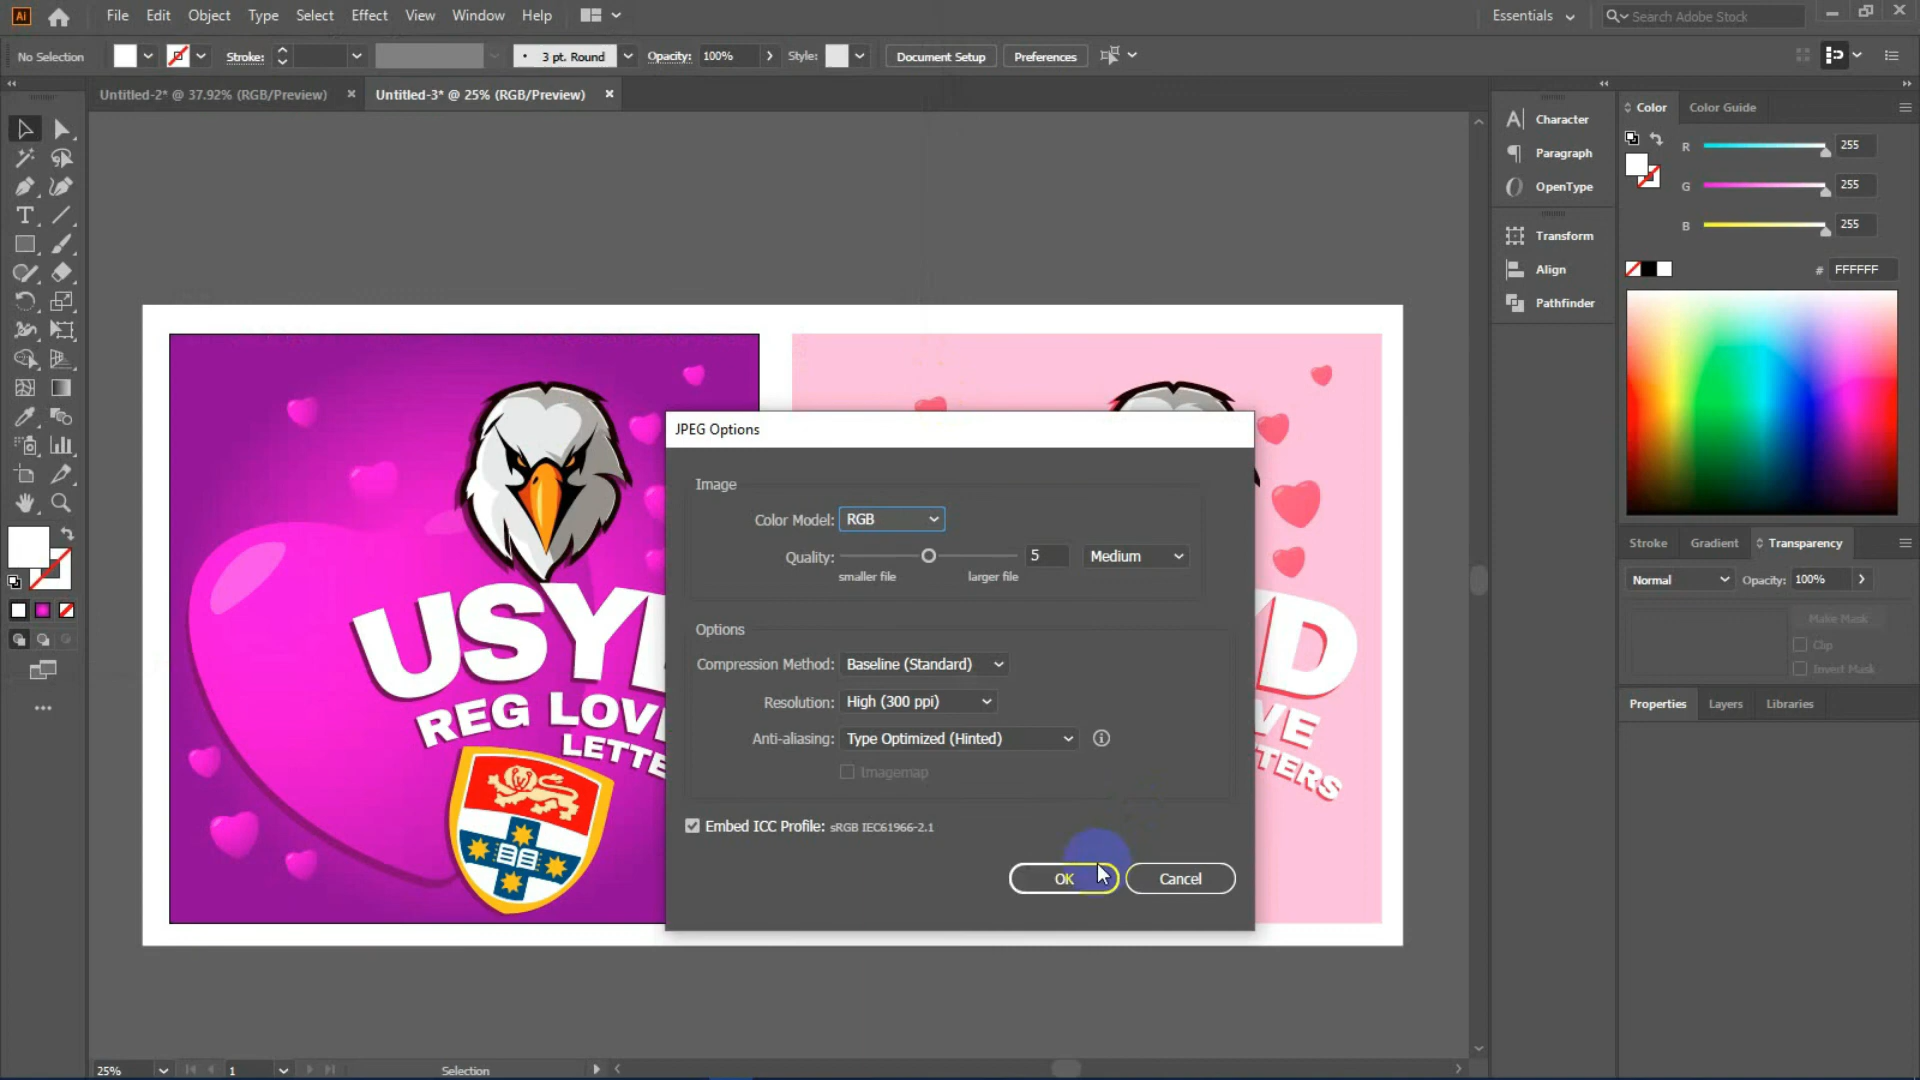 Ai File Edit Object Type Select Effect View Window Help Essentials Search Adobe Stock
No Selection Stroke: 3 pt. Round Opacity: 100% Style: Document Setup Preferences
Untitled-2* @ 37.92% (RGB/Preview) × Untitled-3* @ 25% (RGB/Preview) ×
Color Color Guide
Character
Paragraph
OpenType
Transform
Align
Pathfinder
R 255
G 255
B 255
# FFFFFF
Stroke Gradient Transparency
Normal Opacity: 100%
Make Mask
Clip
Invert Mask
Properties Layers Libraries
USY
REG LOV
LETTE
D
VE
TERS
JPEG Options
Image
Color Model: RGB
Quality: 5 Medium
smaller file larger file
Options
Compression Method: Baseline (Standard)
Resolution: High (300 ppi)
Anti-aliasing: Type Optimized (Hinted)
Imagemap
Embed ICC Profile: sRGB IEC61966-2.1
OK Cancel
25% 1 Selection